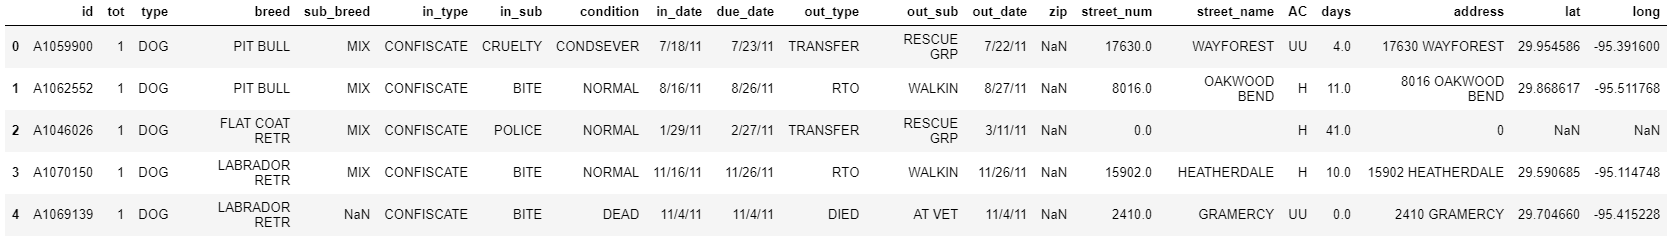 id tot type breed sub_breed in_type in_sub condition in_date due_date out_type out_sub out_date zip street_num street_name AC days address lat long
0 A1059900 1 DOG PIT BULL MIX CONFISCATE CRUELTY CONDSEVER 7/18/11 7/23/11 TRANSFER RESCUE GRP 7/22/11 NaN 17630.0 WAYFOREST UU 4.0 17630 WAYFOREST 29.954586 -95.391600
1 A1062552 1 DOG PIT BULL MIX CONFISCATE BITE NORMAL 8/16/11 8/26/11 RTO WALKIN 8/27/11 NaN 8016.0 OAKWOOD BEND H 11.0 8016 OAKWOOD BEND 29.868617 -95.511768
2 A1046026 1 DOG FLAT COAT RETR MIX CONFISCATE POLICE NORMAL 1/29/11 2/27/11 TRANSFER RESCUE GRP 3/11/11 NaN 0.0 H 41.0 0 NaN NaN
3 A1070150 1 DOG LABRADOR RETR MIX CONFISCATE BITE NORMAL 11/16/11 11/26/11 RTO WALKIN 11/26/11 NaN 15902.0 HEATHERDALE H 10.0 15902 HEATHERDALE 29.590685 -95.114748
4 A1069139 1 DOG LABRADOR RETR NaN CONFISCATE BITE DEAD 11/4/11 11/4/11 DIED AT VET 11/4/11 NaN 2410.0 GRAMERCY UU 0.0 2410 GRAMERCY 29.704660 -95.415228